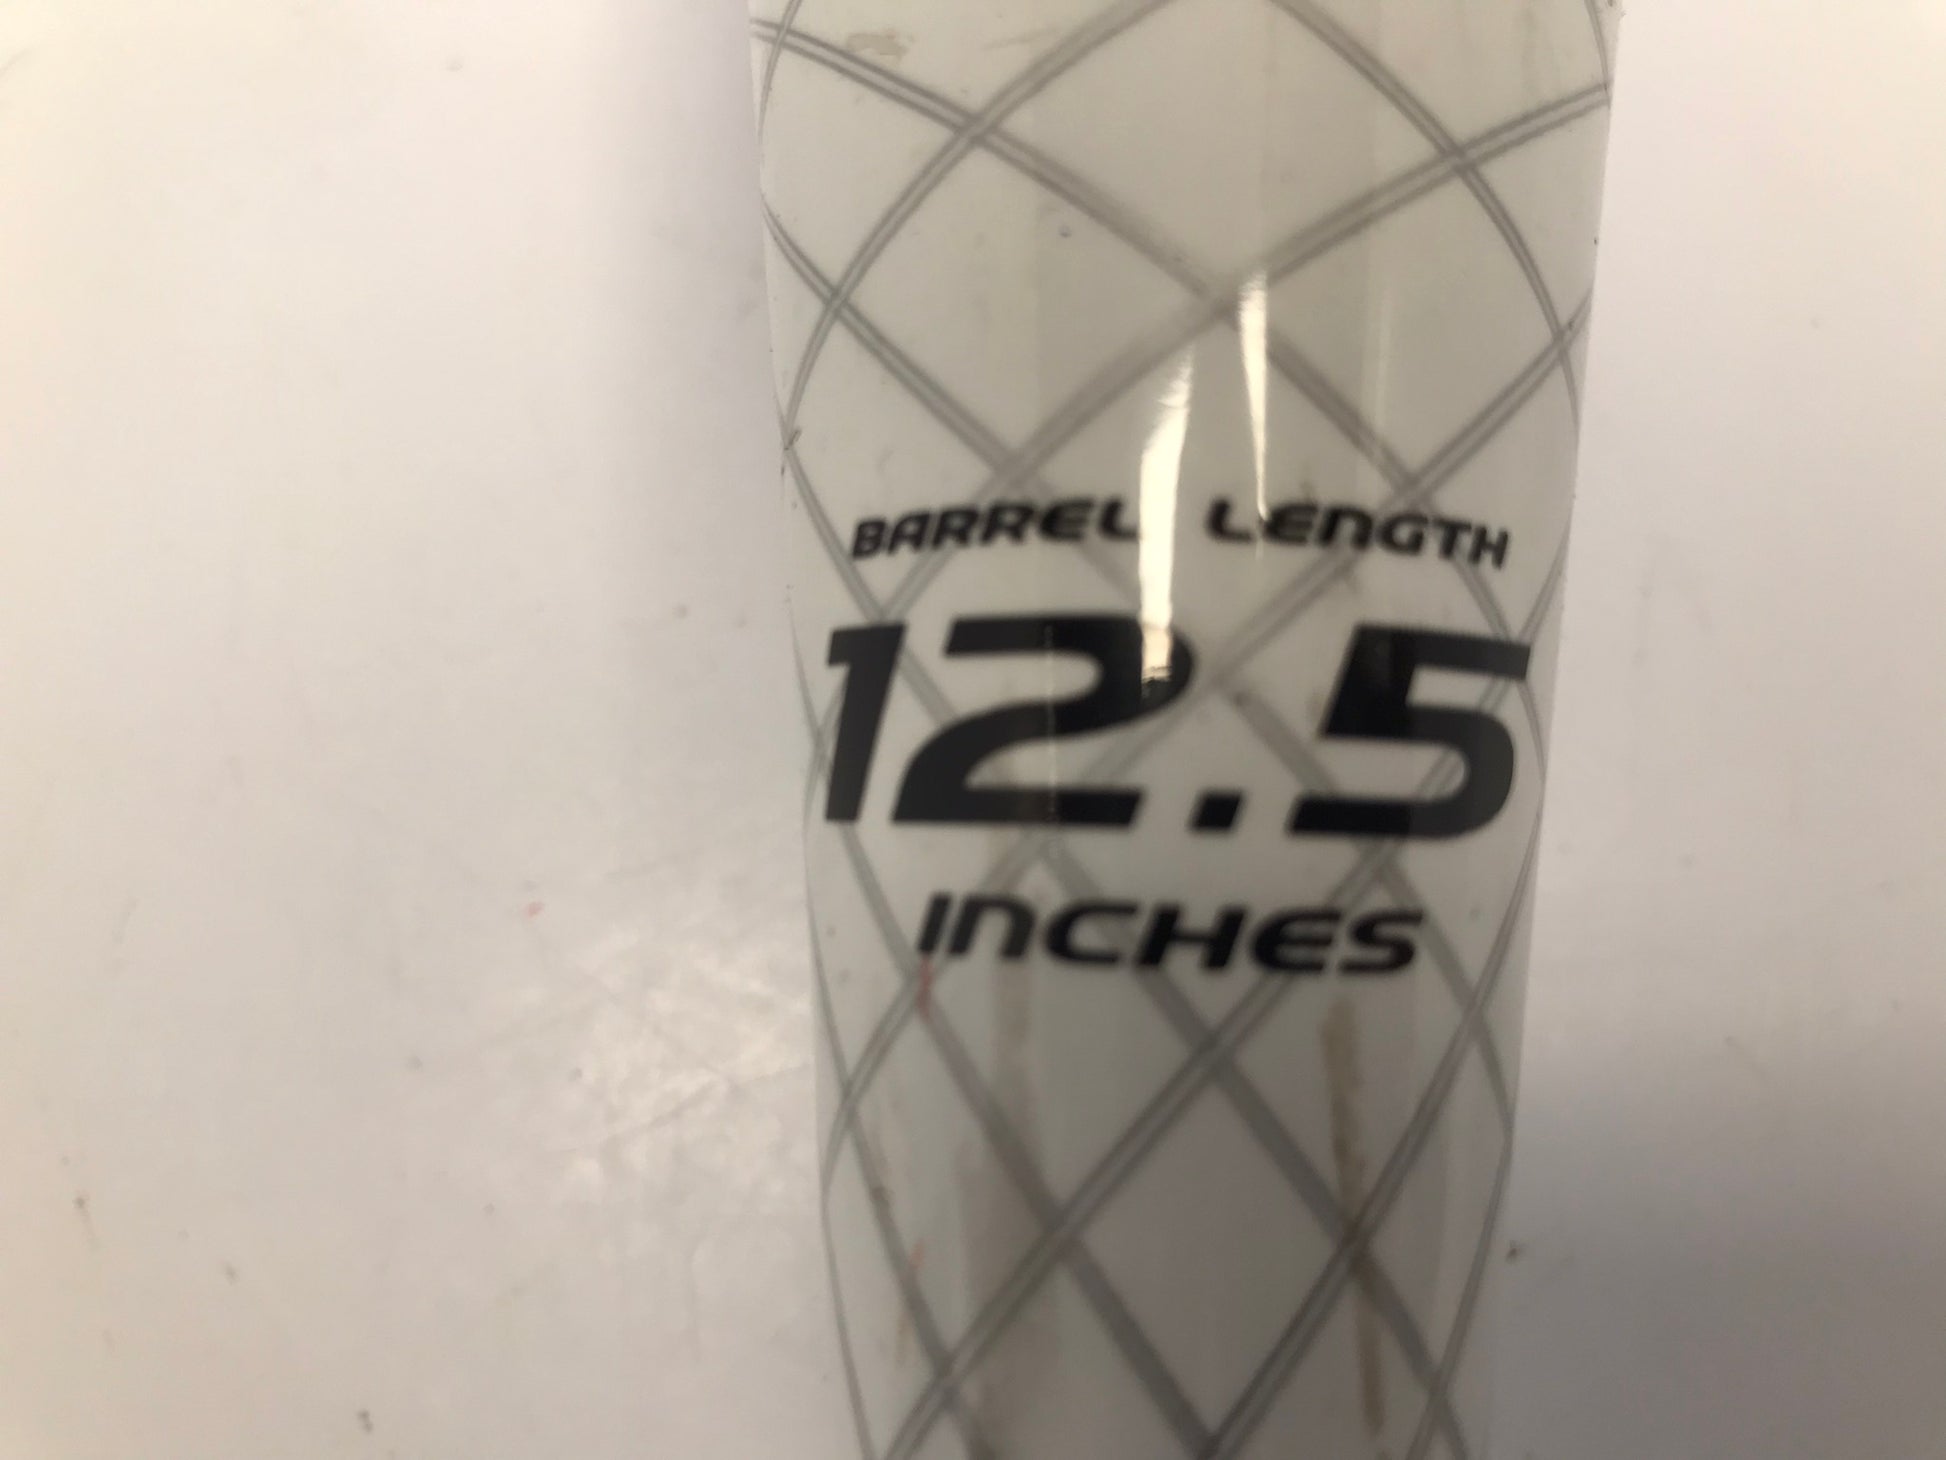 BARREL LENGTH
12.5
INCHES